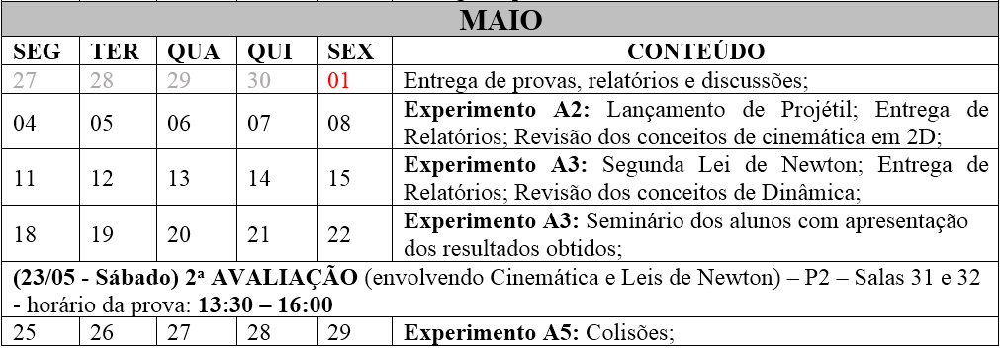 MAIO
SEG TER QUA QUI SEX CONTEÚDO
27 28 29 30 01 Entrega de provas, relatórios e discussões;
04 05 06 07 08 Experimento A2: Lançamento de Projétil; Entrega de
Relatórios; Revisão dos conceitos de cinemática em 2D;
11 12 13 14 15 Experimento A3: Segunda Lei de Newton; Entrega de
Relatórios; Revisão dos conceitos de Dinâmica;
18 19 20 21 22 Experimento A3: Seminário dos alunos com apresentação
dos resultados obtidos;
(23/05 - Sábado) 2ª AVALIAÇÃO (envolvendo Cinemática e Leis de Newton) – P2 – Salas 31 e 32
- horário da prova: 13:30 – 16:00
25 26 27 28 29 Experimento A5: Colisões;